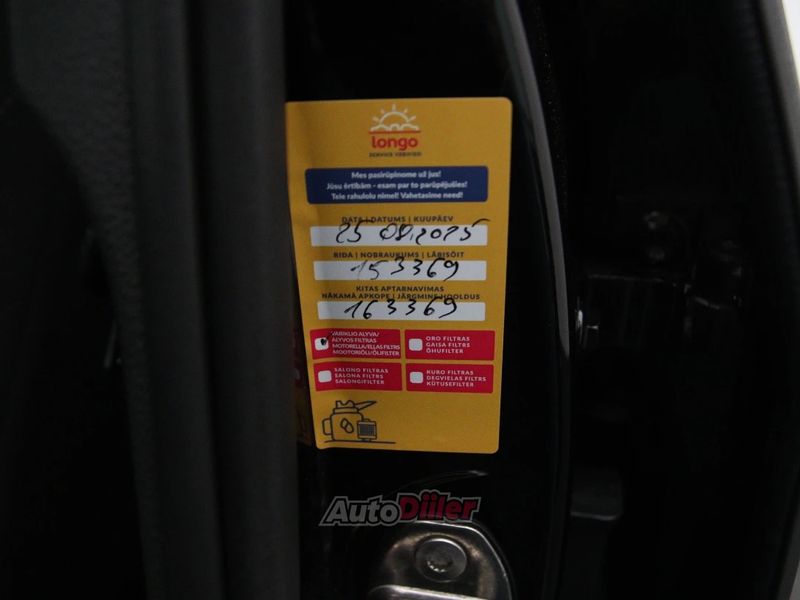 longo
SERVICE VERIFIED
Mes pasirūpinome už jus!
Jūsu ērtībām - esam par to parūpējušies!
Teie rahulolu nimel! Vahetasime need!
DATA | DATUMS | KUUPÄEV
25 08.2025
RIDA | NOBRAUKUMS | LÄBISÕIT
153369
KITAS APTARNAVIMAS
NĀKAMĀ APKOPE | JÄRGMINE HOOLDUS
163369
VARIKLIO ALYVA/
ALYVOS FILTRAS
MOTOREĻĻA/EĻĻAS FILTRS
MOOTORIÕLI/ÕLIFILTER
ORO FILTRAS
GAISA FILTRS
ÕHUFILTER
SALONO FILTRAS
SALONA FILTRS
SALONGIFILTER
KURO FILTRAS
DEGVIELAS FILTRS
KÜTUSEFILTER
AutoDiiler